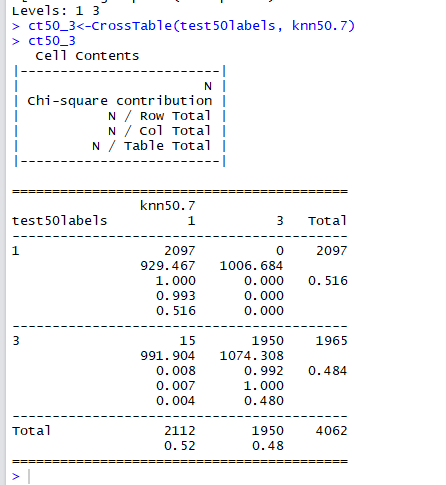 Levels: 1 3
> ct50_3<-CrossTable(test50labels, knn50.7)
> ct50_3
   Cell Contents
|-------------------------|
|                       N |
| Chi-square contribution |
|           N / Row Total |
|           N / Col Total |
|         N / Table Total |
|-------------------------|
==========================================
                knn50.7
test50labels          1          3   Total
------------------------------------------
1                  2097          0    2097
                929.467   1006.684
                  1.000      0.000   0.516
                  0.993      0.000
                  0.516      0.000
------------------------------------------
3                    15       1950    1965
                991.904   1074.308
                  0.008      0.992   0.484
                  0.007      1.000
                  0.004      0.480
------------------------------------------
Total              2112       1950    4062
                   0.52       0.48
==========================================
>